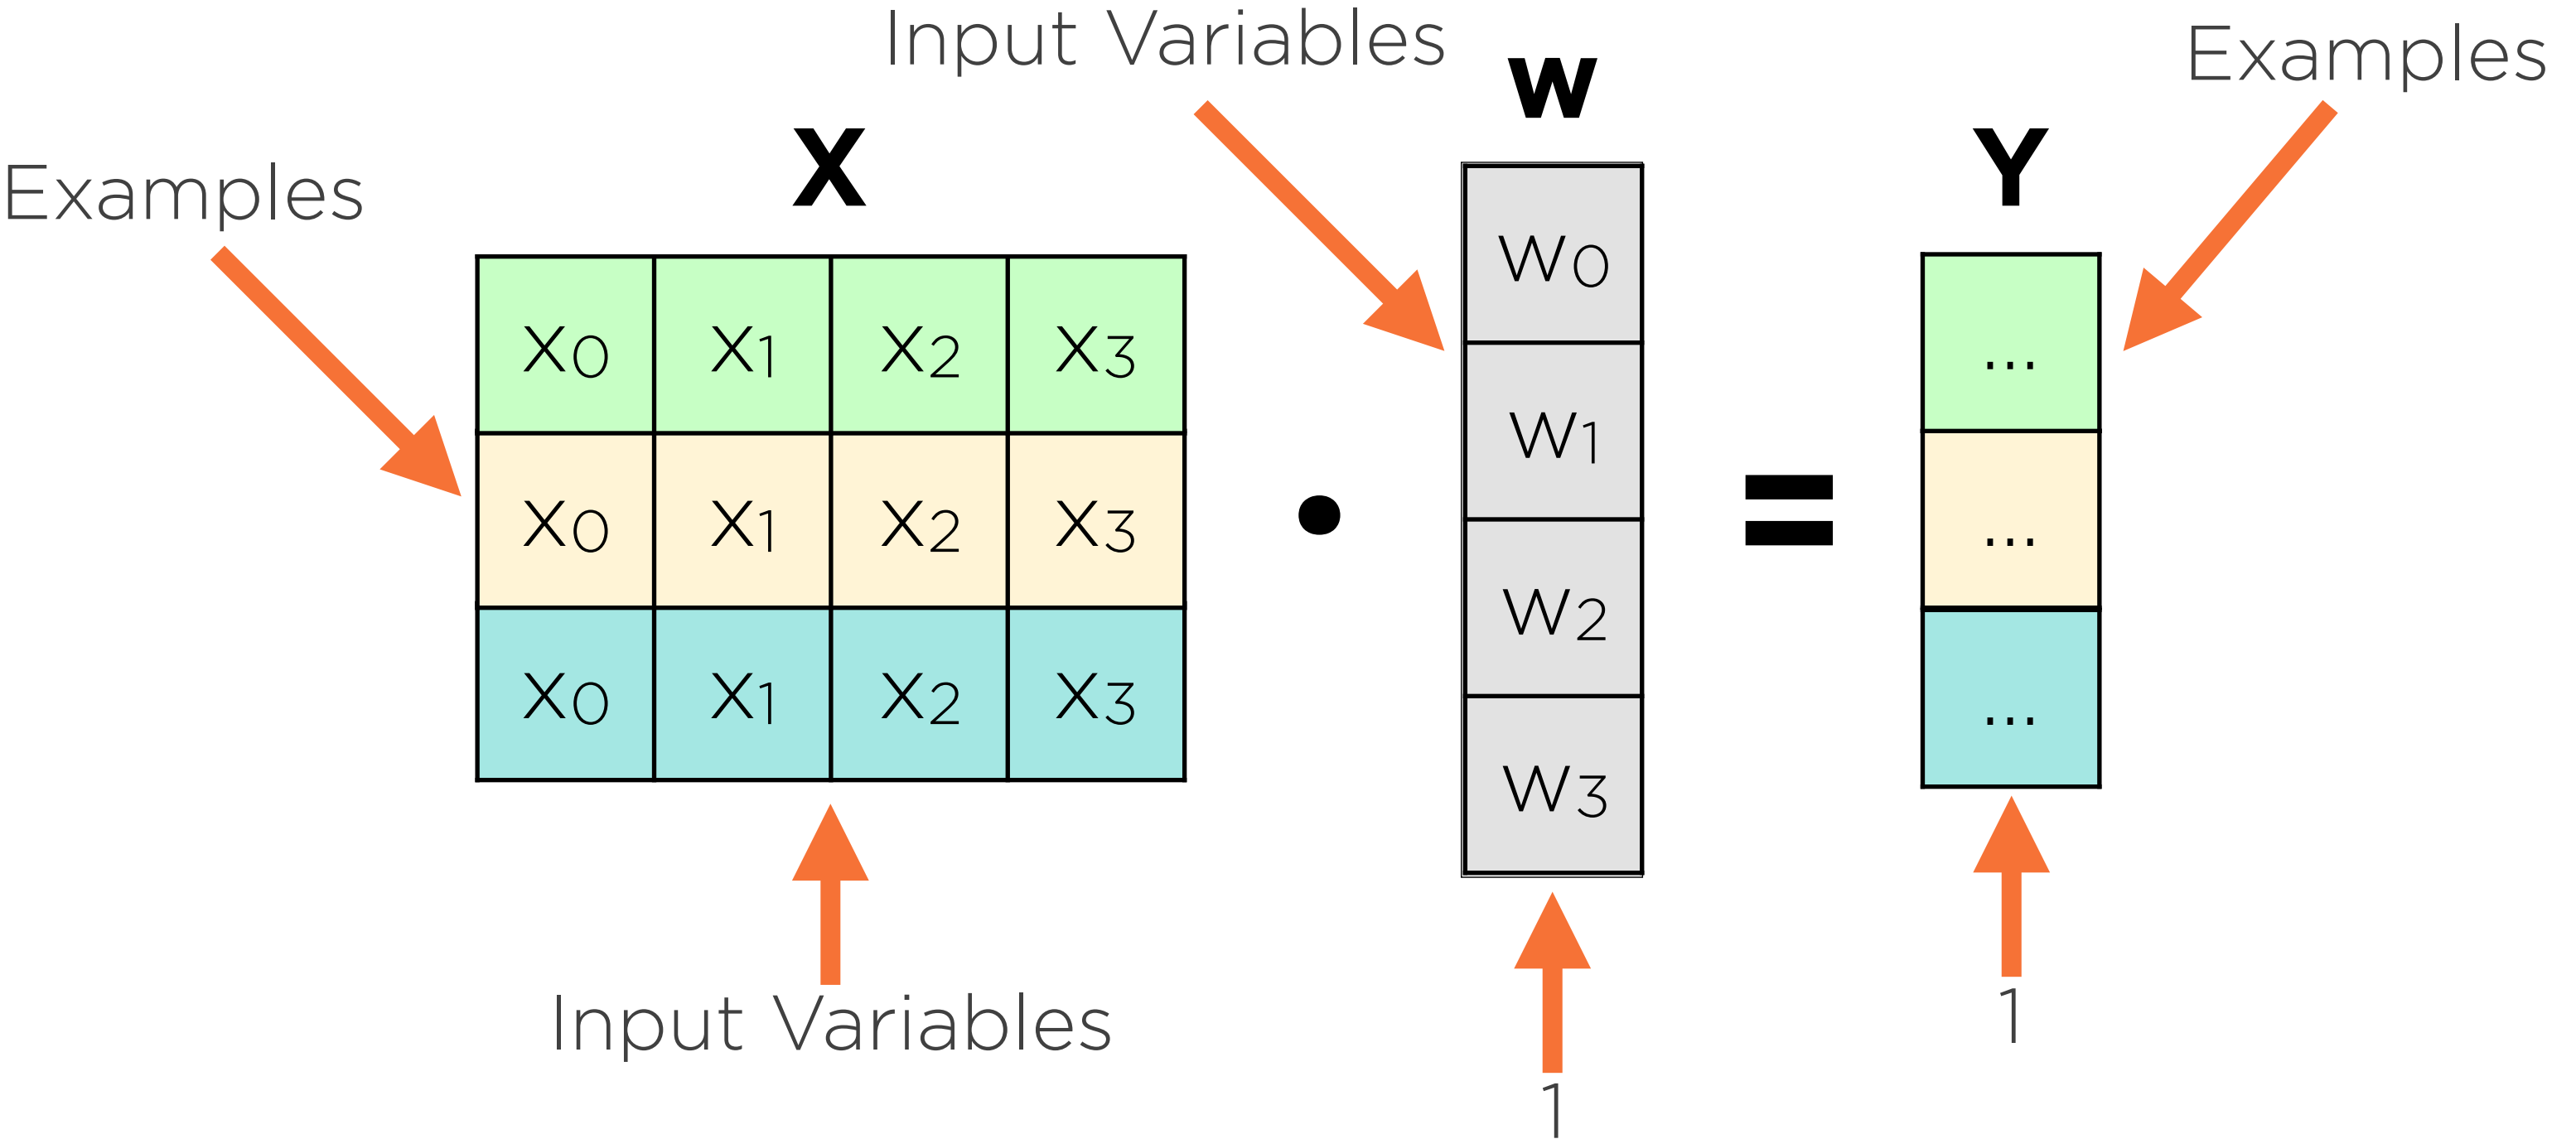 Input Variables
Examples
w
X
Y
Examples
x0 x1 x2 x3
x0 x1 x2 x3
x0 x1 x2 x3
•
w0
w1
w2
w3
=
...
...
...
Input Variables
1
1